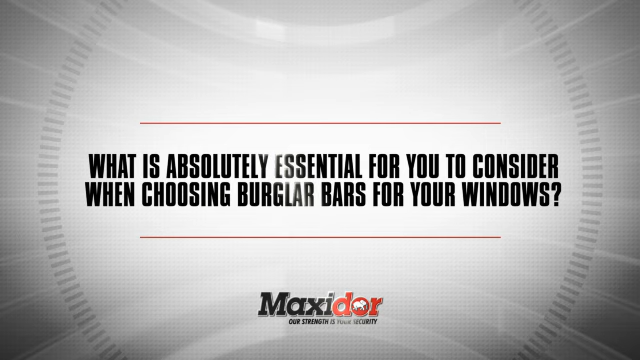 WHAT IS ABSOLUTELY ESSENTIAL FOR YOU TO CONSIDER
WHEN CHOOSING BURGLAR BARS FOR YOUR WINDOWS?
Maxidor
OUR STRENGTH IS YOUR SECURITY